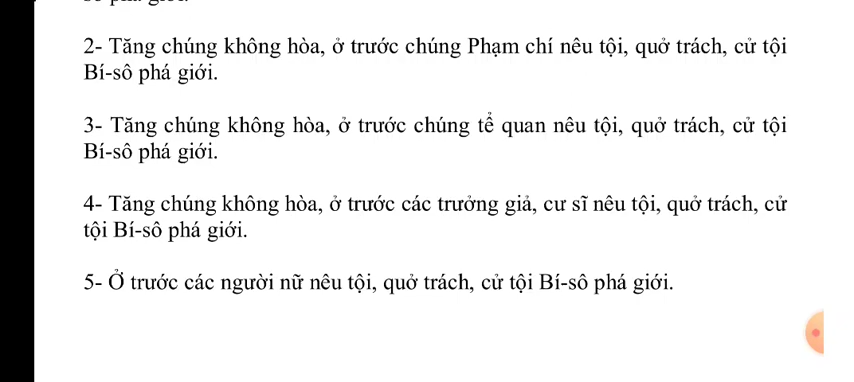 2- Tăng chúng không hòa, ở trước chúng Phạm chí nêu tội, quở trách, cử tội
Bí-sô phá giới.
3- Tăng chúng không hòa, ở trước chúng tể quan nêu tội, quở trách, cử tội
Bí-sô phá giới.
4- Tăng chúng không hòa, ở trước các trưởng giả, cư sĩ nêu tội, quở trách, cử
tội Bí-sô phá giới.
5- Ở trước các người nữ nêu tội, quở trách, cử tội Bí-sô phá giới.